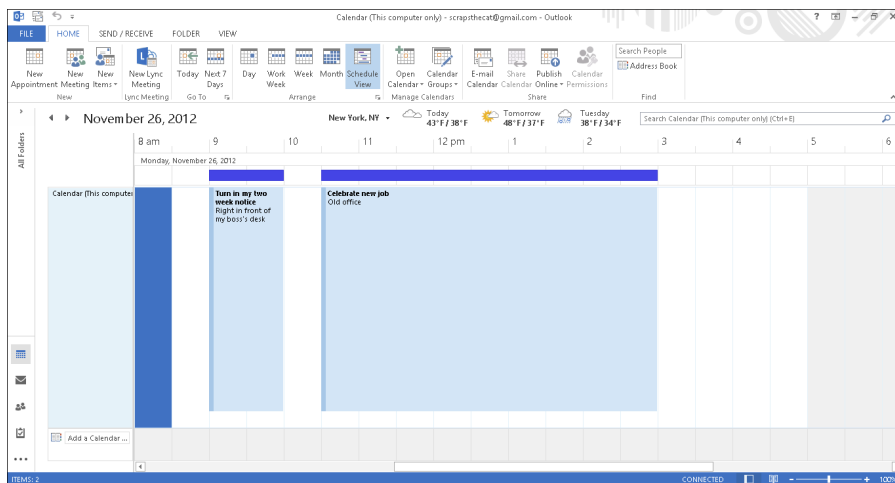 Calendar (This computer only) - scrapsthecat@gmail.com - Outlook
FILE HOME SEND / RECEIVE FOLDER VIEW
New Appointment
New Meeting
New Items
New Lync Meeting
Today
Next 7 Days
Day
Work Week
Week
Month
Schedule View
Open Calendar
Calendar Groups
E-mail Calendar
Share Calendar
Publish Online
Calendar Permissions
Search People
Address Book
New
Lync Meeting
Go To
Arrange
Manage Calendars
Share
Find
All Folders
November 26, 2012
New York, NY
Today
43°F / 38°F
Tomorrow
48°F / 37°F
Tuesday
38°F / 34°F
Search Calendar (This computer only) (Ctrl+E)
8 am 9 10 11 12 pm 1 2 3 4 5 6
Monday, November 26, 2012
Calendar (This computer
Turn in my two
week notice
Right in front of
my boss's desk
Celebrate new job
Old office
Add a Calendar ...
ITEMS: 2
CONNECTED
100%